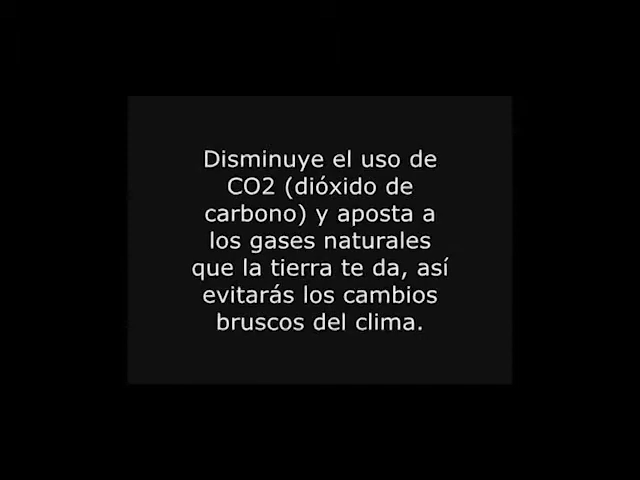 Disminuye el uso de
CO2 (dióxido de
carbono) y aposta a
los gases naturales
que la tierra te da, así
evitarás los cambios
bruscos del clima.